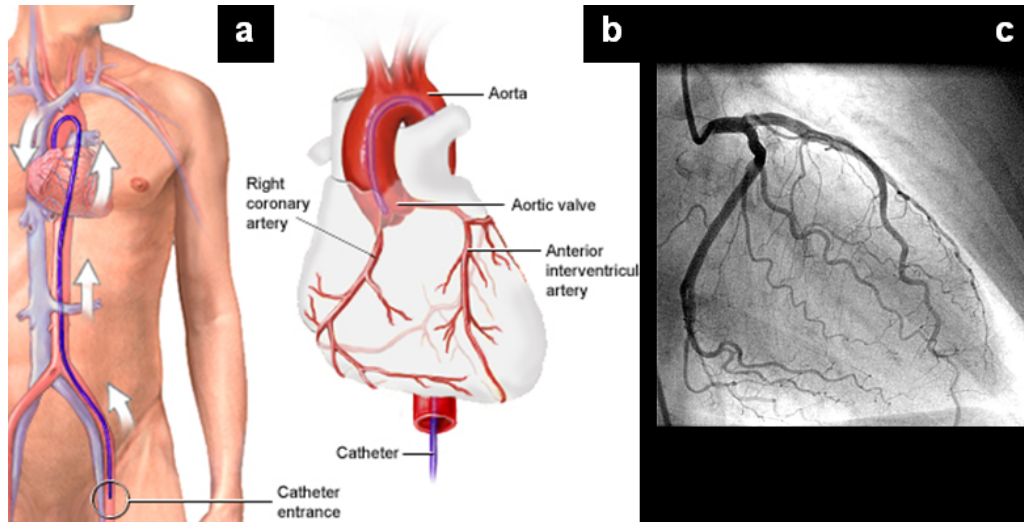 a
b
c
Aorta
Right
coronary
artery
Aortic valve
Anterior
interventricul
artery
Catheter
Catheter
entrance